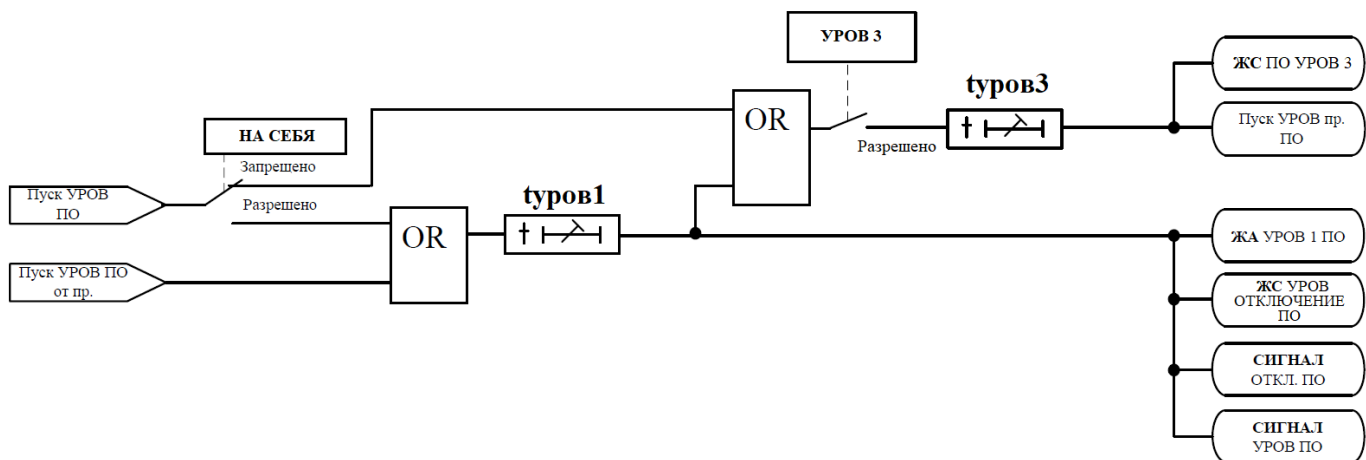 УРОВ 3
ЖС ПО УРОВ 3
tуров3
OR
Пуск УРОВ пр.
ПО
НА СЕБЯ
Разрешено
Запрещено
Пуск УРОВ
ПО
Разрешено
tуров1
OR
ЖА УРОВ 1 ПО
Пуск УРОВ ПО
от пр.
ЖС УРОВ
ОТКЛЮЧЕНИЕ
ПО
СИГНАЛ
ОТКЛ. ПО
СИГНАЛ
УРОВ ПО